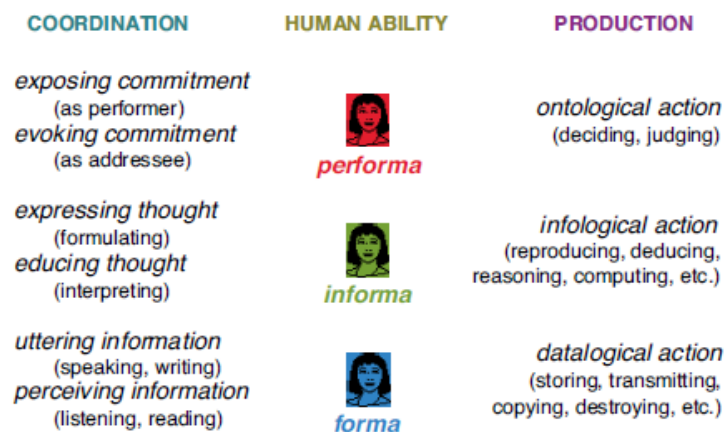 COORDINATION HUMAN ABILITY PRODUCTION
exposing commitment
(as performer)
evoking commitment
(as addressee)
performa
ontological action
(deciding, judging)
expressing thought
(formulating)
educing thought
(interpreting)
informa
infological action
(reproducing, deducing,
reasoning, computing, etc.)
uttering information
(speaking, writing)
perceiving information
(listening, reading)
forma
datalogical action
(storing, transmitting,
copying, destroying, etc.)